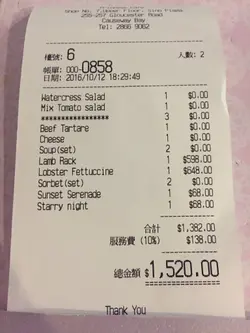 255-257 Gloucester Road
Causeway Bay
Tel: 2866 9062
檯號: 6 人數: 2
帳單: 000-0858
日期: 2016/10/12 18:29:49
Watercress Salad 1 $0.00
Mix Tomato salad 1 $0.00
****************** 3 $0.00
Beef Tartare 1 $0.00
Cheese 1 $0.00
Soup(set) 2 $0.00
Lamb Rack 1 $598.00
Lobster Fettuccine 1 $648.00
Sorbet(set) 2 $0.00
Sunset Serenade 1 $68.00
Starry night 1 $68.00
合計 $1,382.00
服務費 (10%) $138.00
總金額 $1,520.00
Thank You